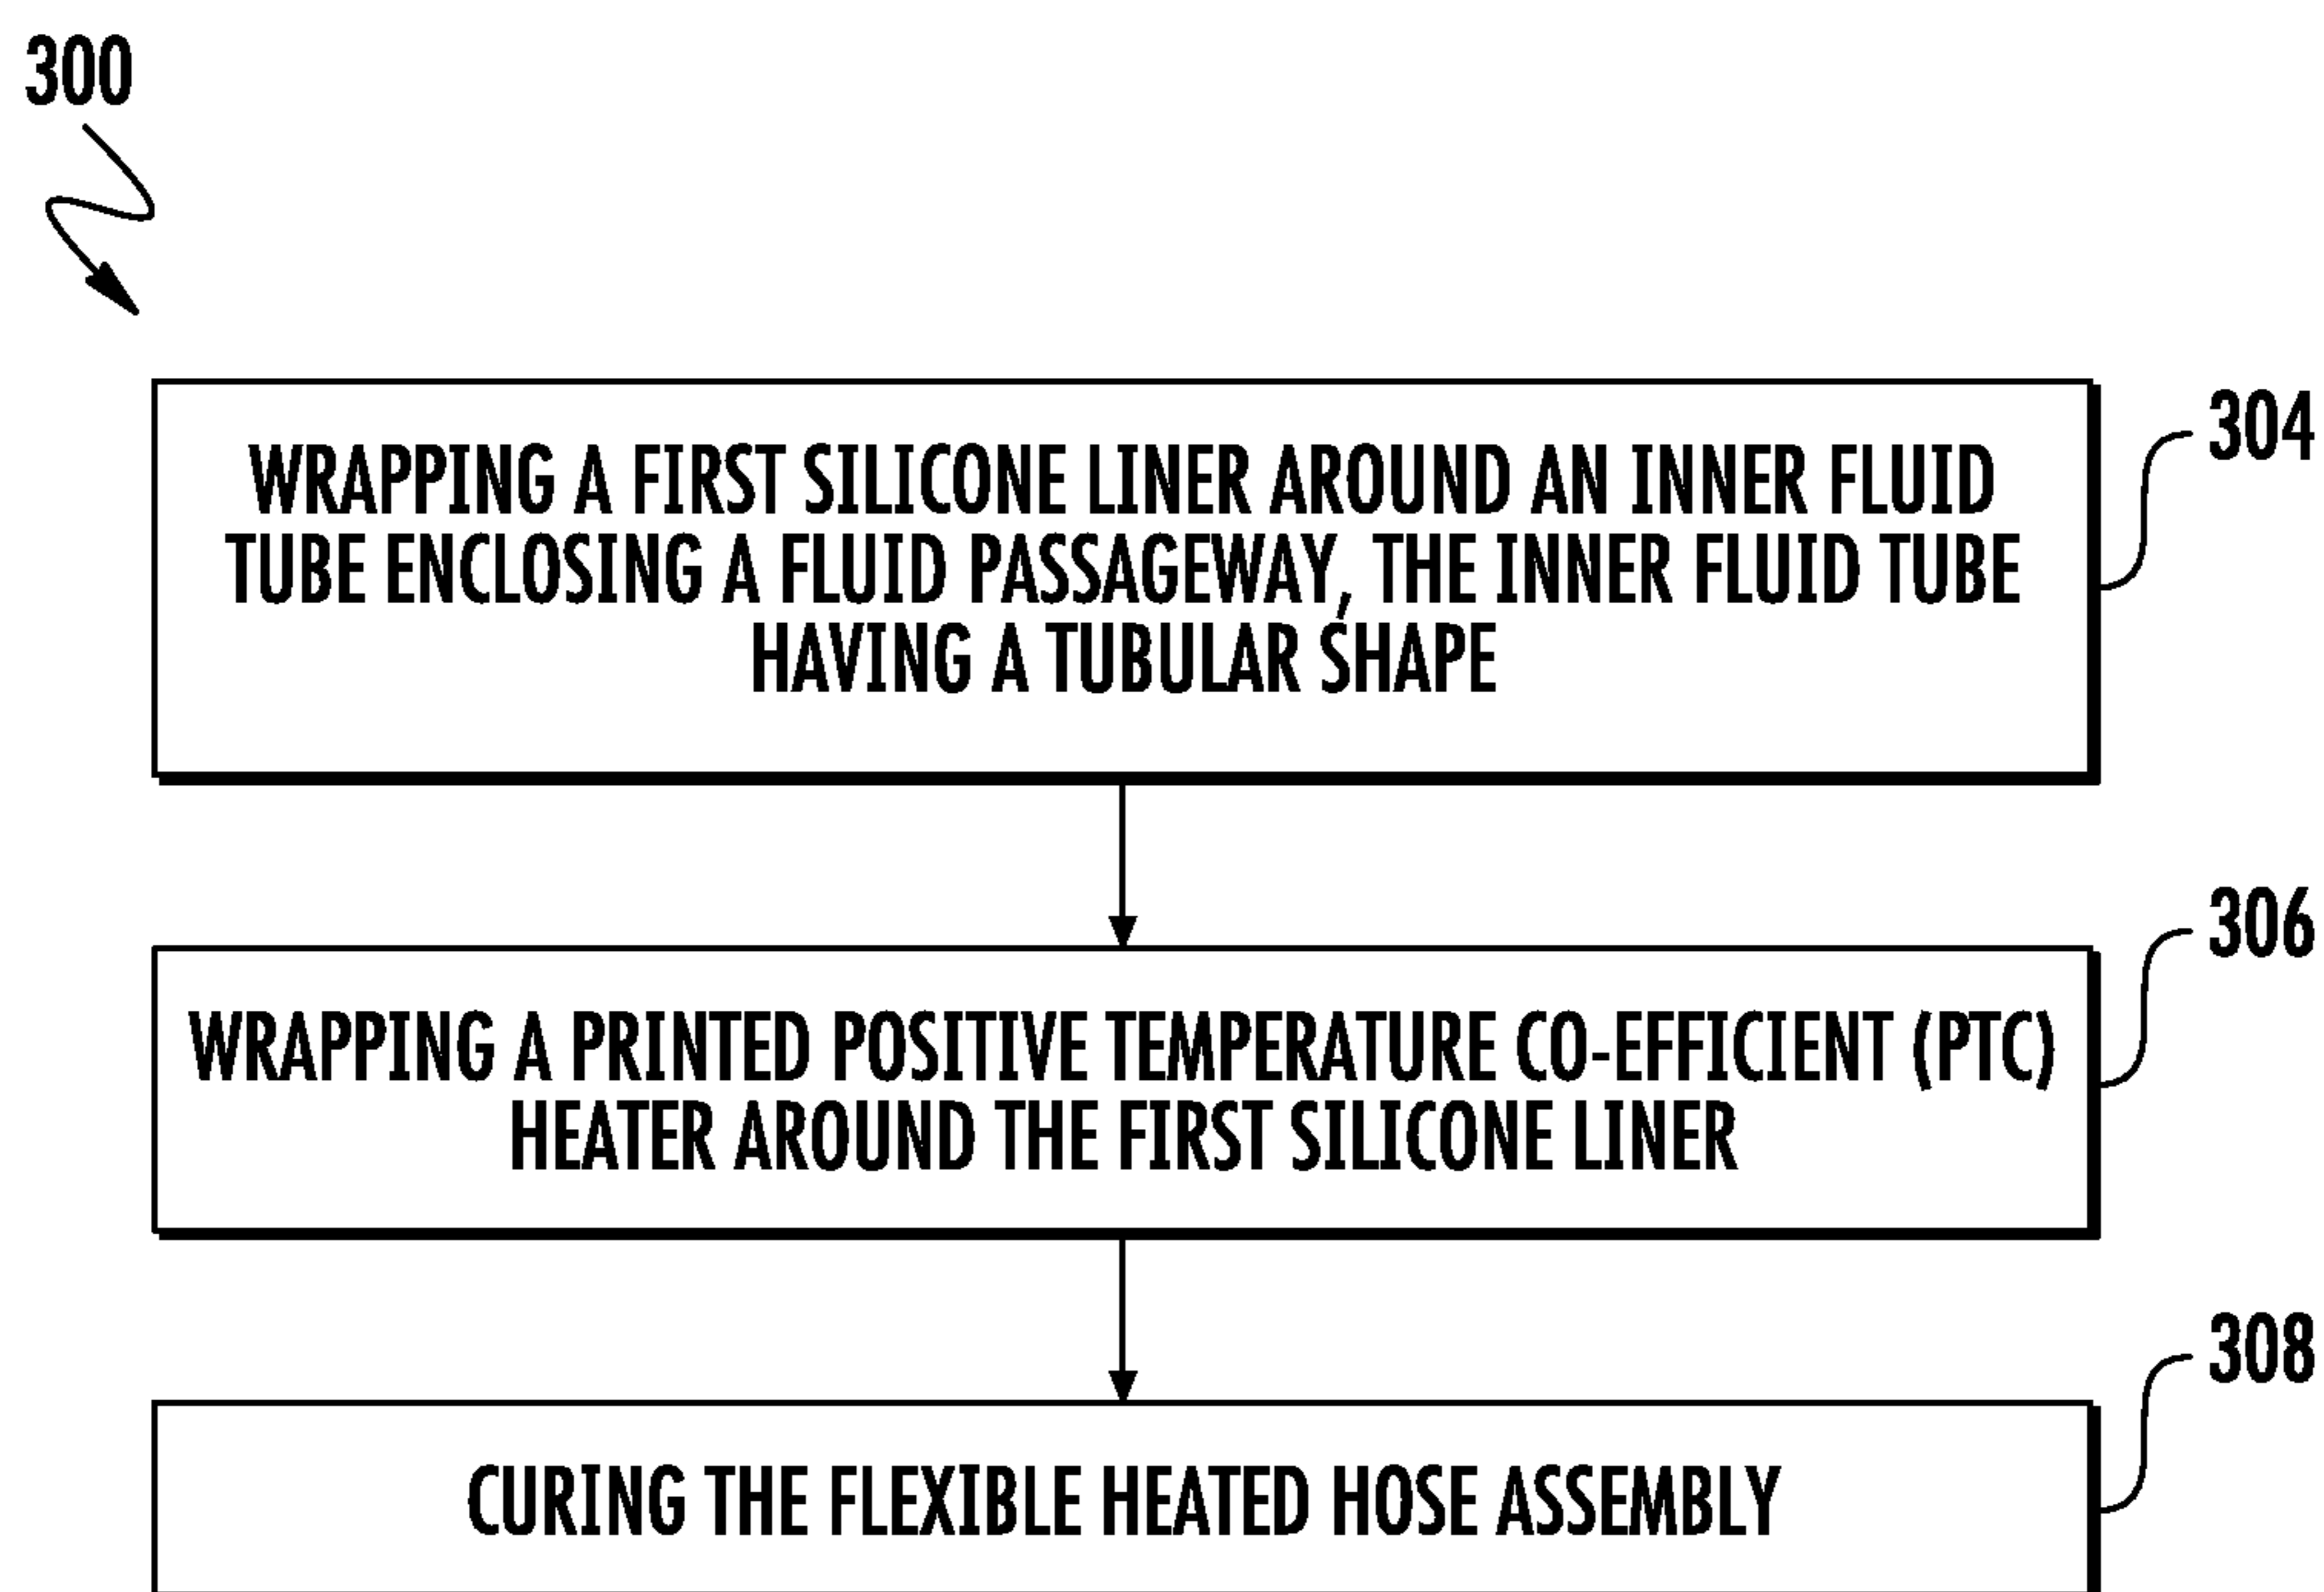 300
304
WRAPPING A FIRST SILICONE LINER AROUND AN INNER FLUID
TUBE ENCLOSING A FLUID PASSAGEWAY, THE INNER FLUID TUBE
HAVING A TUBULAR SHAPE
306
WRAPPING A PRINTED POSITIVE TEMPERATURE CO-EFFICIENT (PTC)
HEATER AROUND THE FIRST SILICONE LINER
308
CURING THE FLEXIBLE HEATED HOSE ASSEMBLY